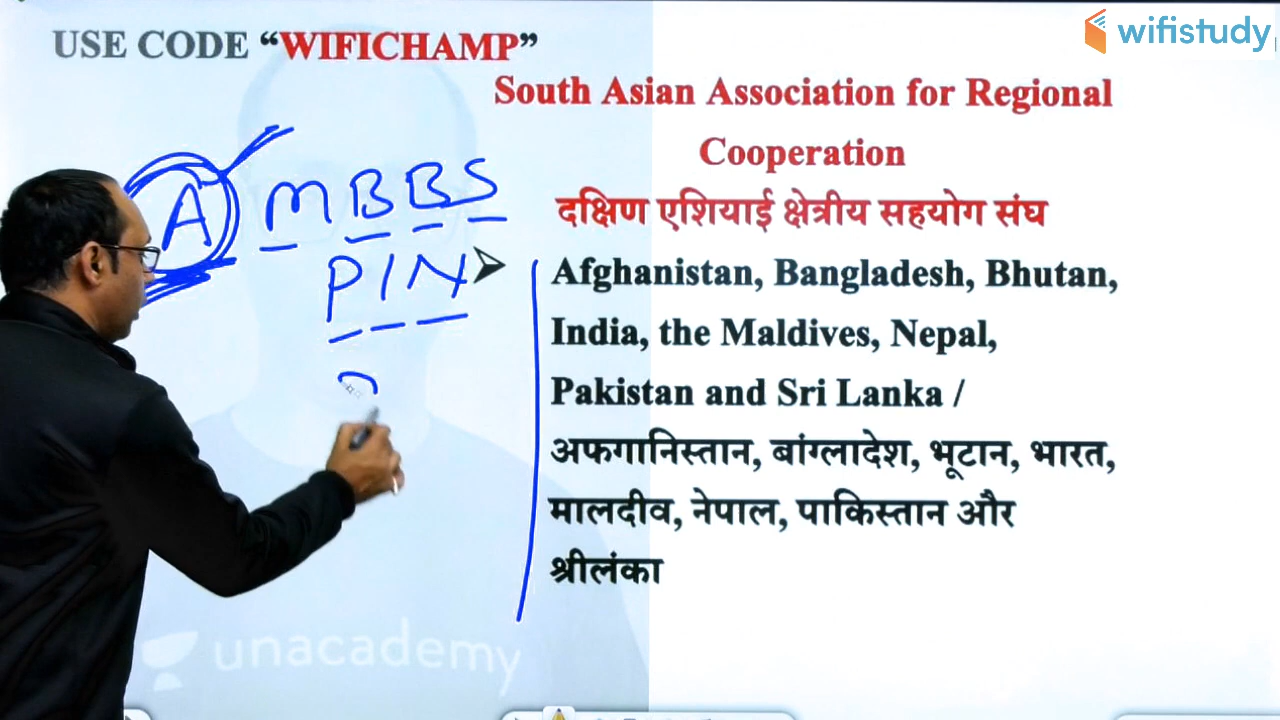 USE CODE “WIFICHAMP”
wifistudy
South Asian Association for Regional
Cooperation
दक्षिण एशियाई क्षेत्रीय सहयोग संघ
A MBBS
PIN
Afghanistan, Bangladesh, Bhutan,
India, the Maldives, Nepal,
Pakistan and Sri Lanka /
अफगानिस्तान, बांग्लादेश, भूटान, भारत,
मालदीव, नेपाल, पाकिस्तान और
श्रीलंका
unacademy